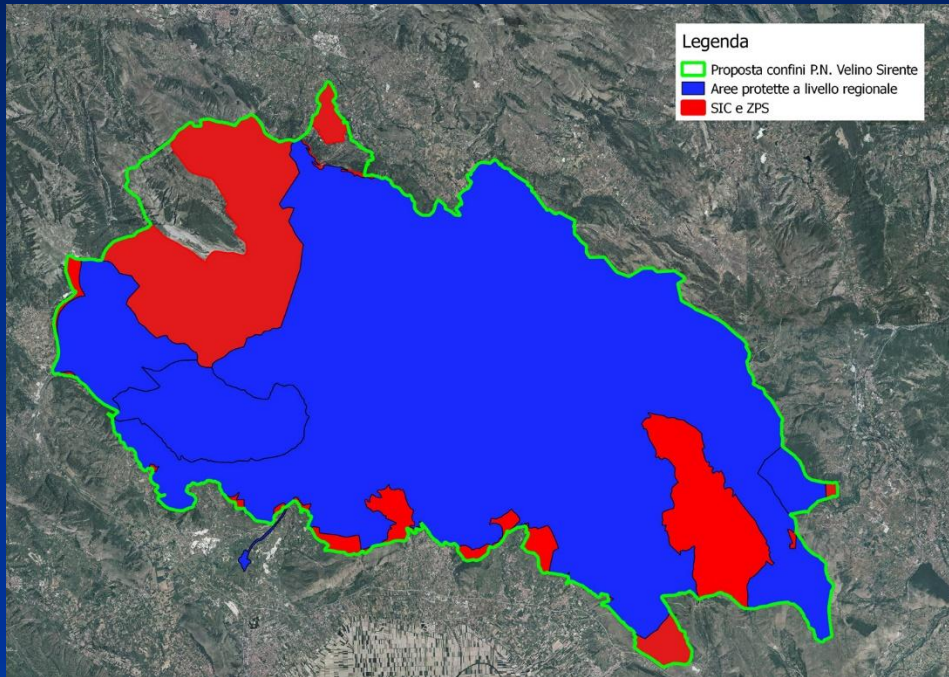 Legenda
Proposta confini P.N. Velino Sirente
Aree protette a livello regionale
SIC e ZPS